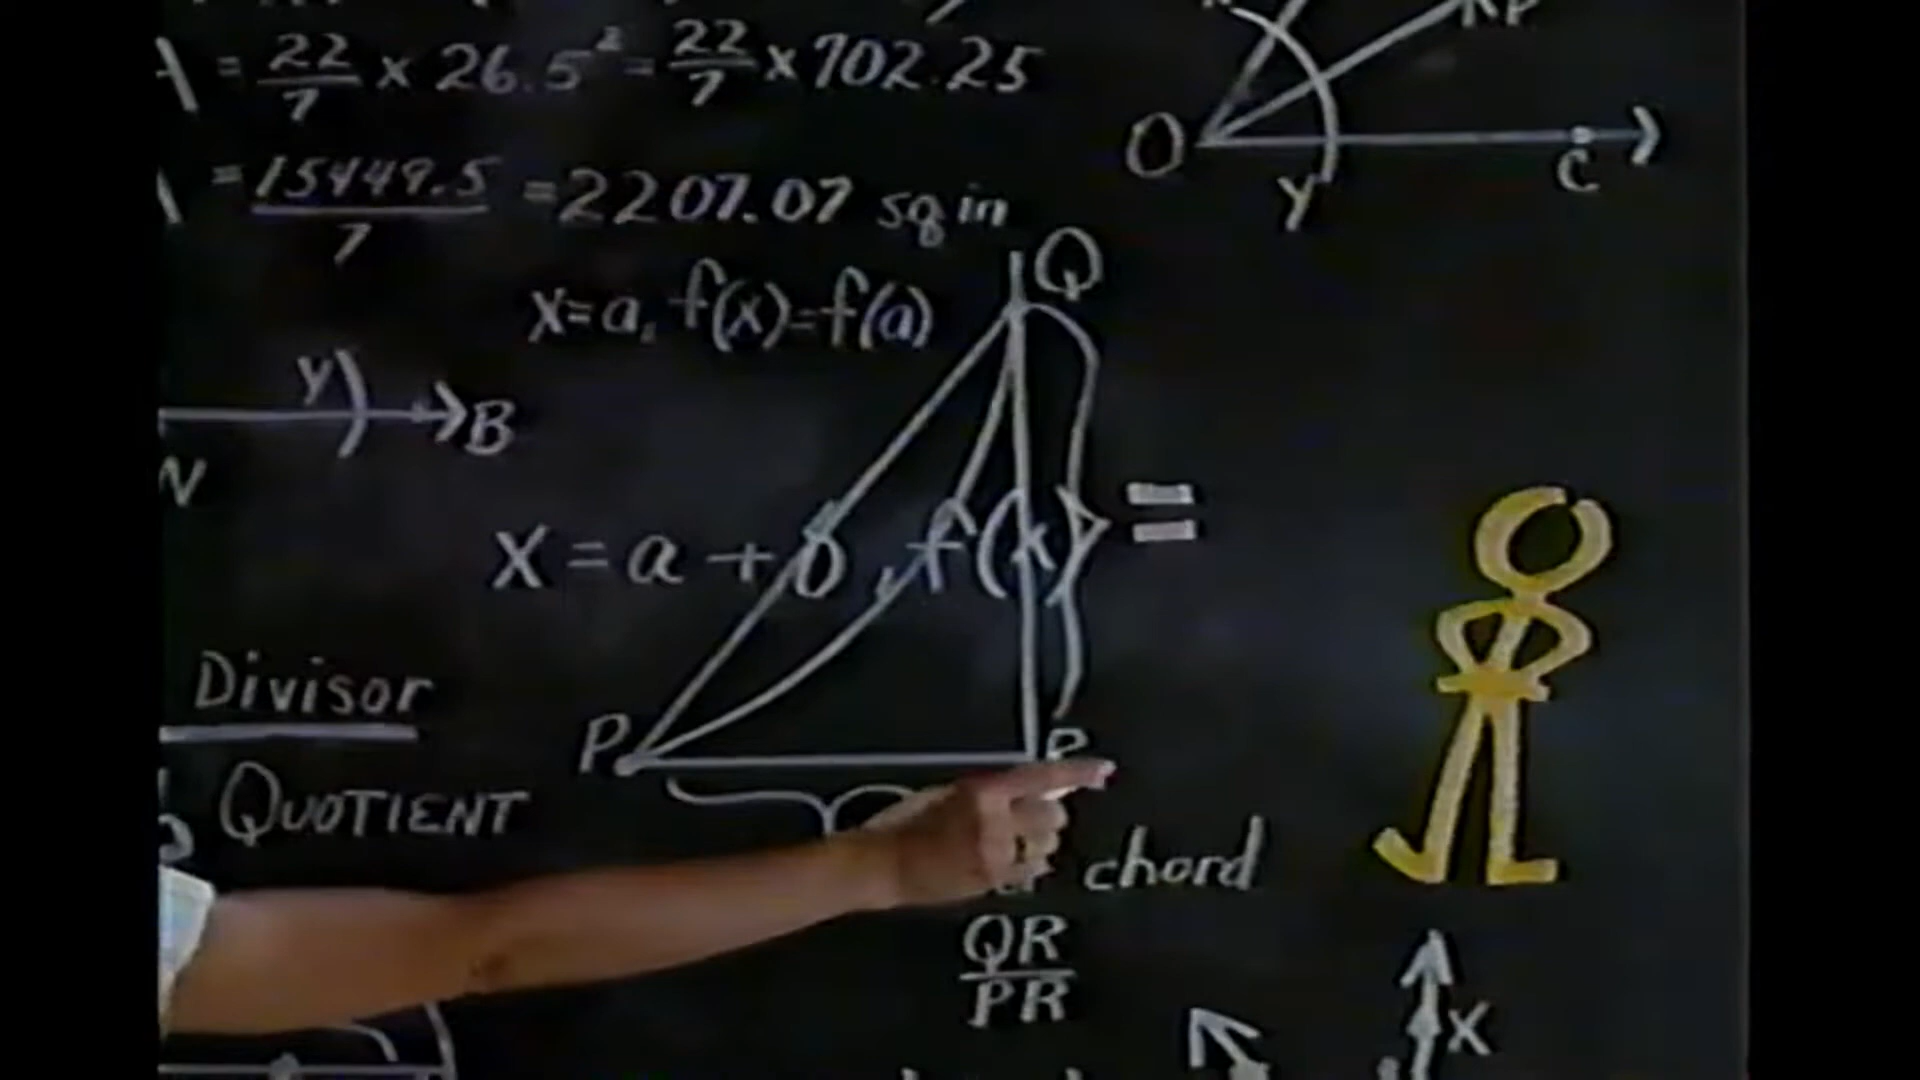 A = 22/7 x 26.5² = 22/7 x 702.25
= 15449.5/7 = 2207.07 sq in
O Y C
x=a, f(x)=f(a)
Q
Y B
N
X = a + b, f(x) =
Divisor
P R
QUOTIENT
chord
QR
PR
X